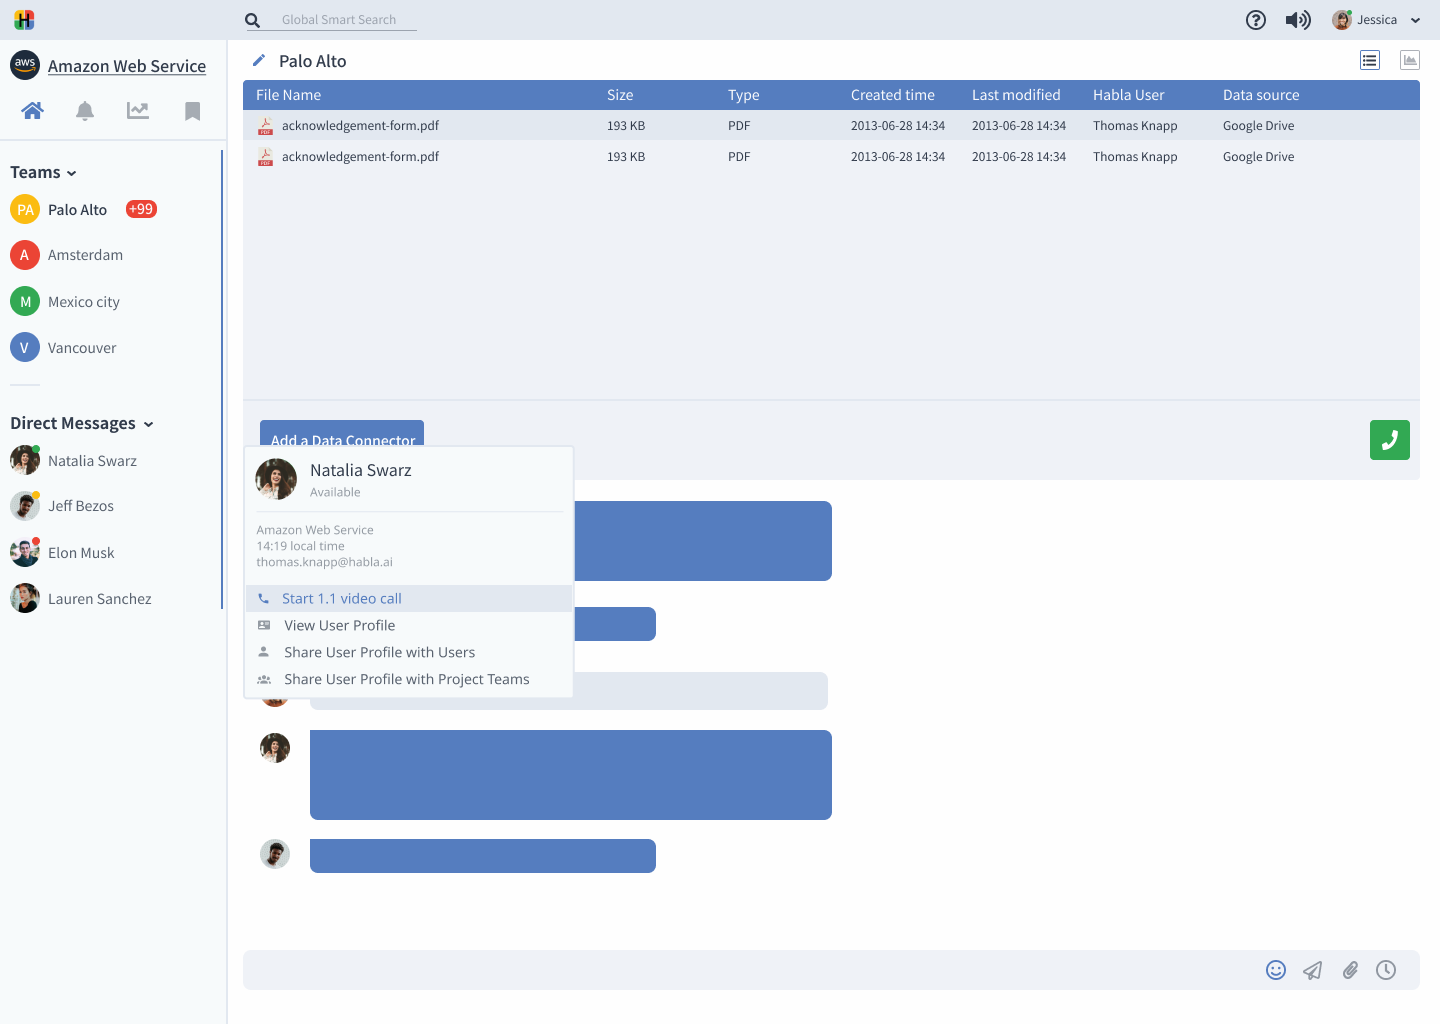 H
Global Smart Search
Jessica
aws
Amazon Web Service
Palo Alto
File Name Size Type Created time Last modified Habla User Data source
PDF acknowledgement-form.pdf 193 KB PDF 2013-06-28 14:34 2013-06-28 14:34 Thomas Knapp Google Drive
PDF acknowledgement-form.pdf 193 KB PDF 2013-06-28 14:34 2013-06-28 14:34 Thomas Knapp Google Drive
Teams
PA Palo Alto +99
A Amsterdam
M Mexico city
V Vancouver
Direct Messages
Natalia Swarz
Jeff Bezos
Elon Musk
Lauren Sanchez
Add a Data Connector
Natalia Swarz
Available
Amazon Web Service
14:19 local time
thomas.knapp@habla.ai
Start 1.1 video call
View User Profile
Share User Profile with Users
Share User Profile with Project Teams